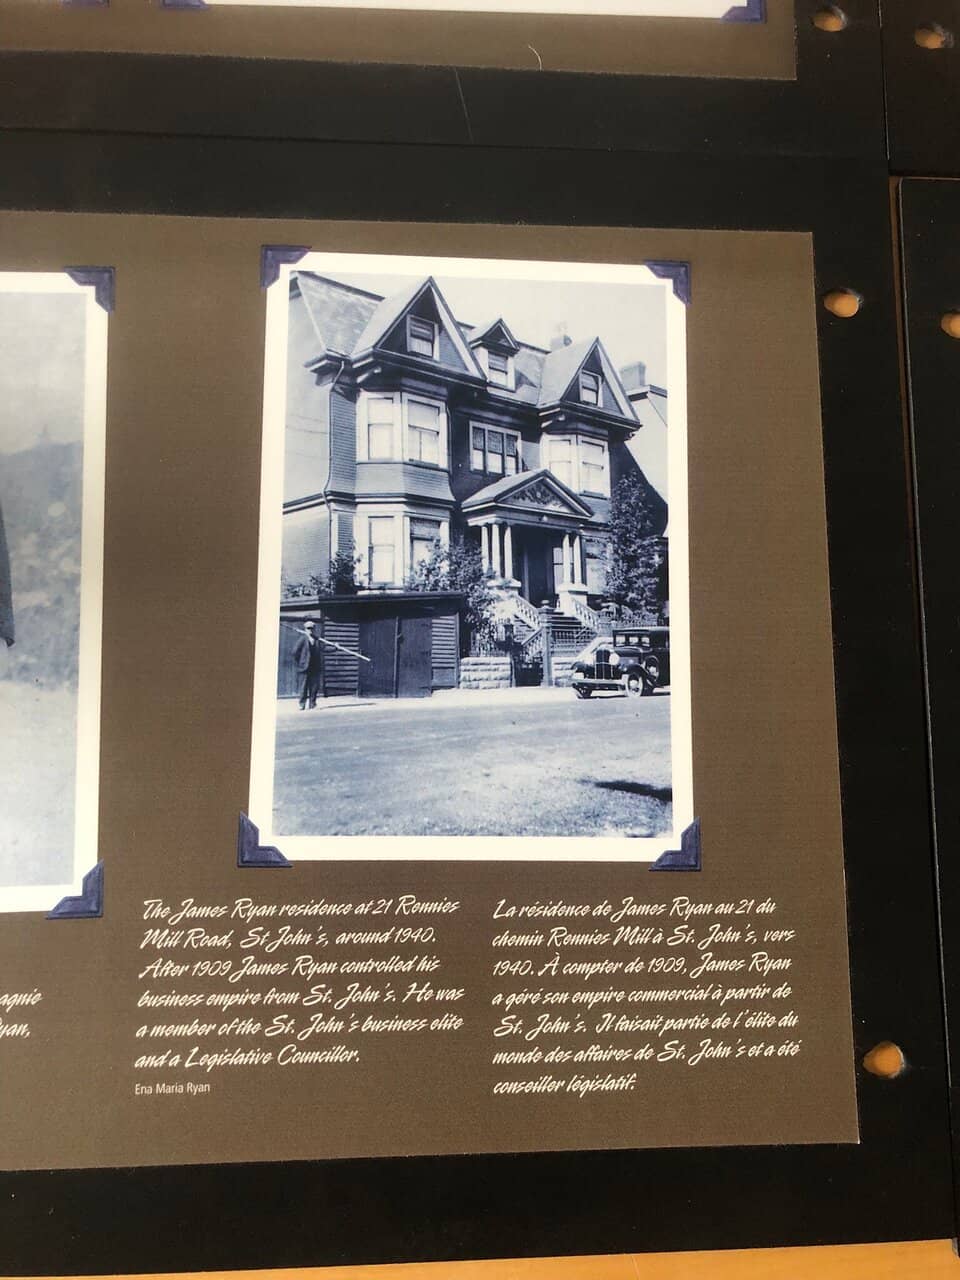 agnie
yan,
The James Ryan residence at 21 Rennies
Mill Road, St John's, around 1940.
After 1909 James Ryan controlled his
business empire from St. John's. He was
a member of the St. John's business elite
and a Legislative Councillor.
Ena Maria Ryan
La résidence de James Ryan au 21 du
chemin Rennies Mill à St. John's, vers
1940. À compter de 1909, James Ryan
a géré son empire commercial à partir de
St. John's. Il faisait partie de l'élite du
monde des affaires de St. John's et a été
conseiller législatif.